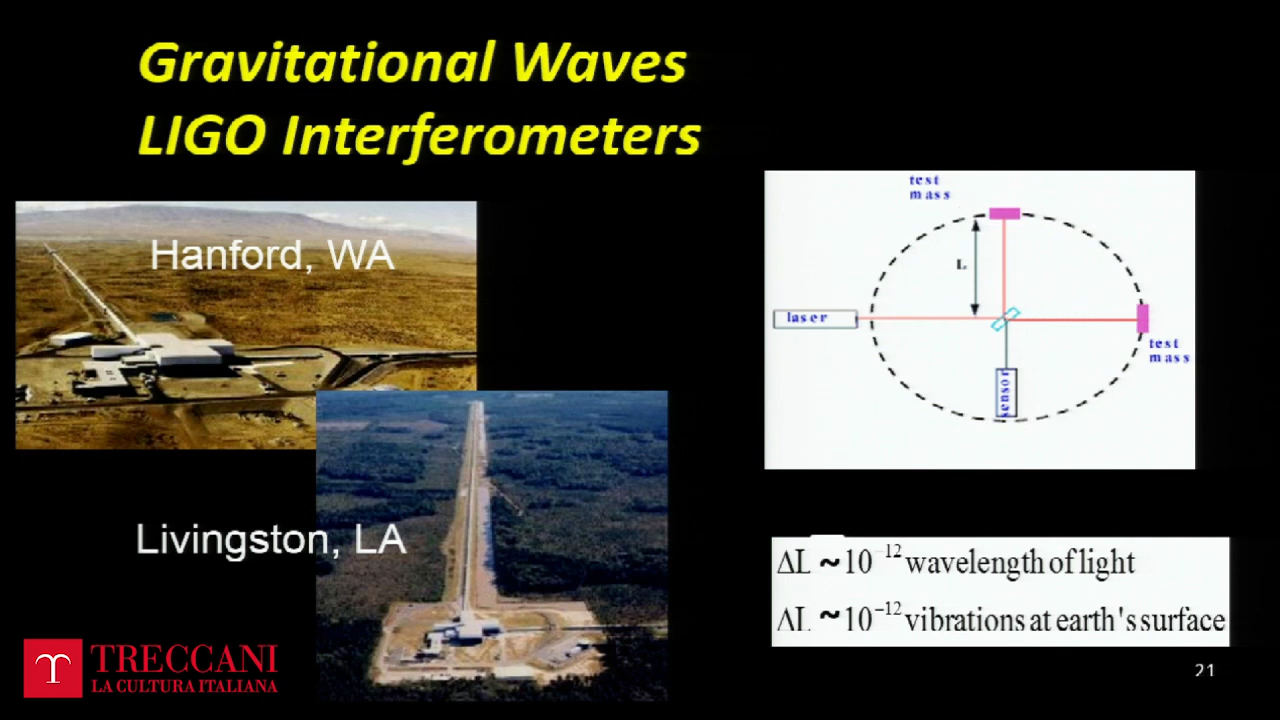 Gravitational Waves
LIGO Interferometers
Hanford, WA
Livingston, LA
test
mass
L
laser
test
mass
sensor
ΔL ~10⁻¹² wavelength of light
ΔL ~10⁻¹² vibrations at earth's surface
21
TRECCANI
LA CULTURA ITALIANA